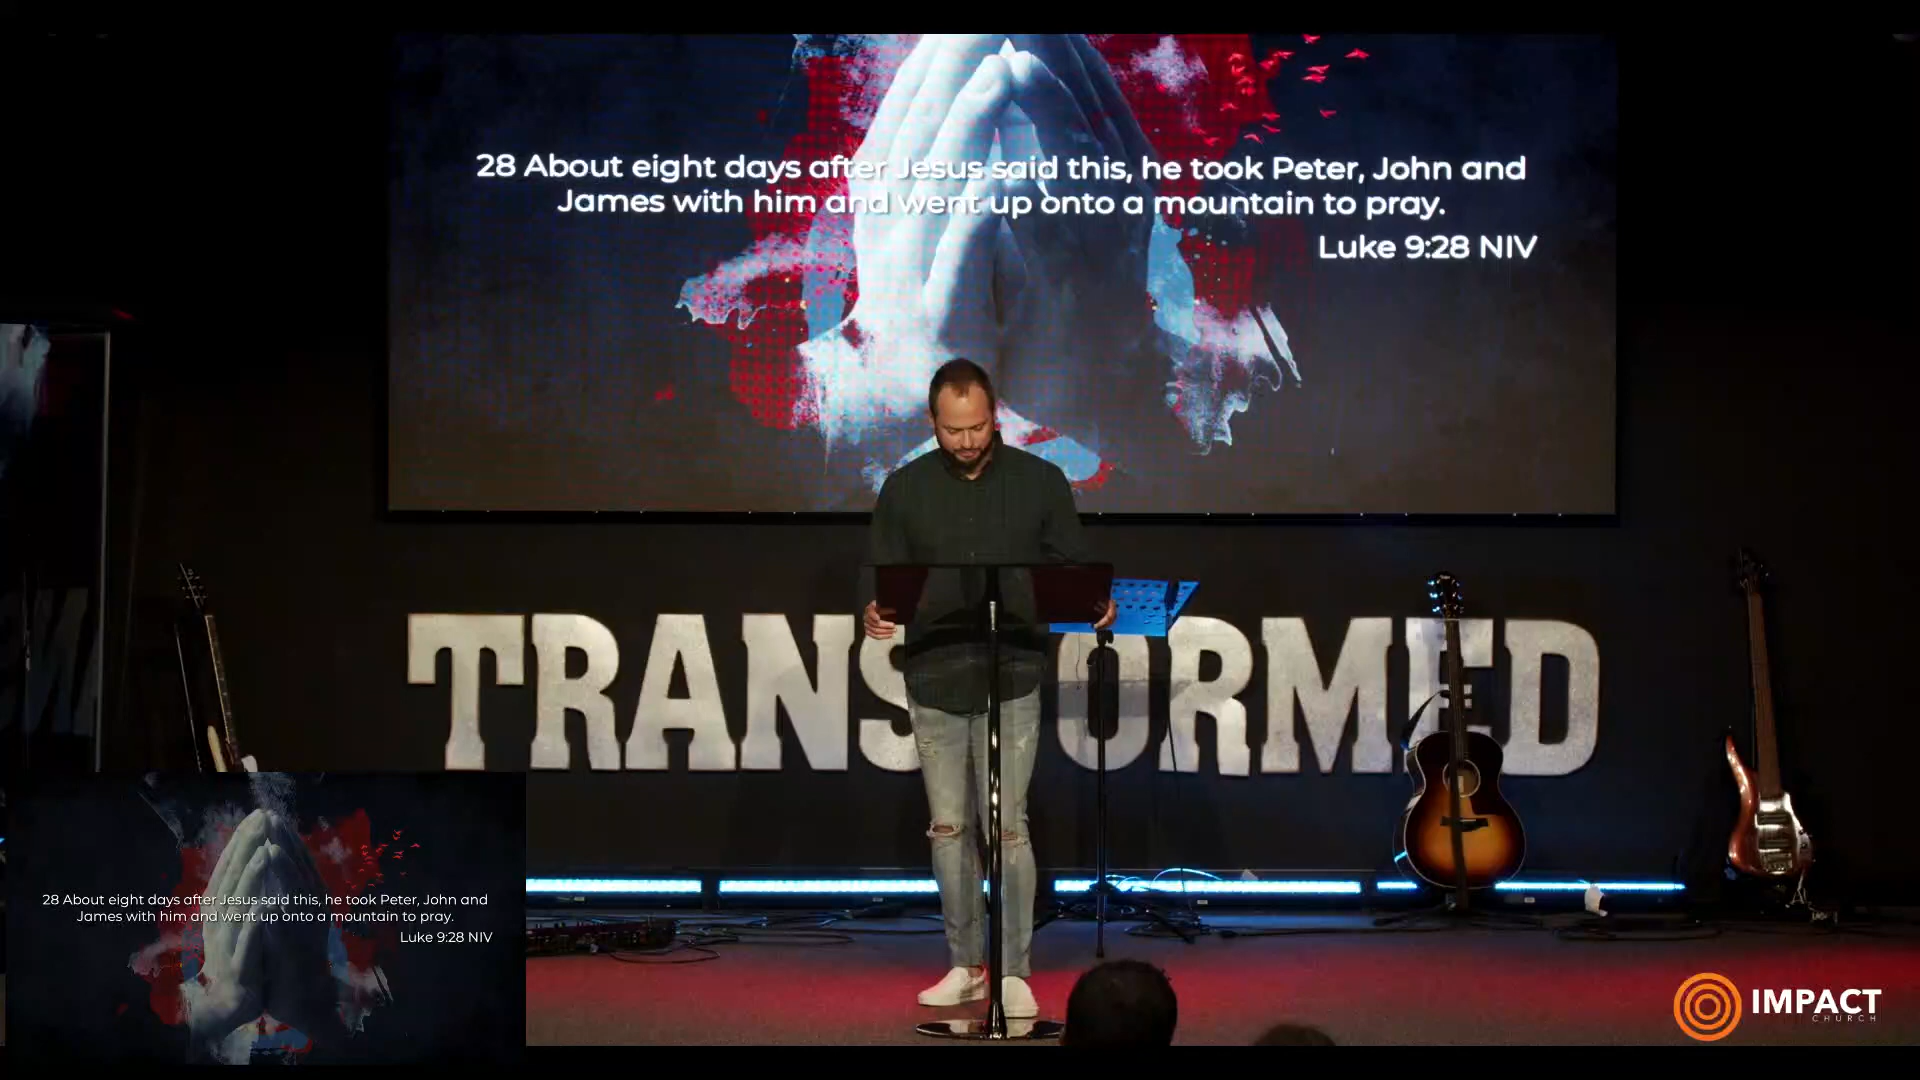 28 About eight days after Jesus said this, he took Peter, John and
James with him and went up onto a mountain to pray.
Luke 9:28 NIV
TRANSFORMED
28 About eight days after Jesus said this, he took Peter, John and
James with him and went up onto a mountain to pray.
Luke 9:28 NIV
IMPACT
CHURCH